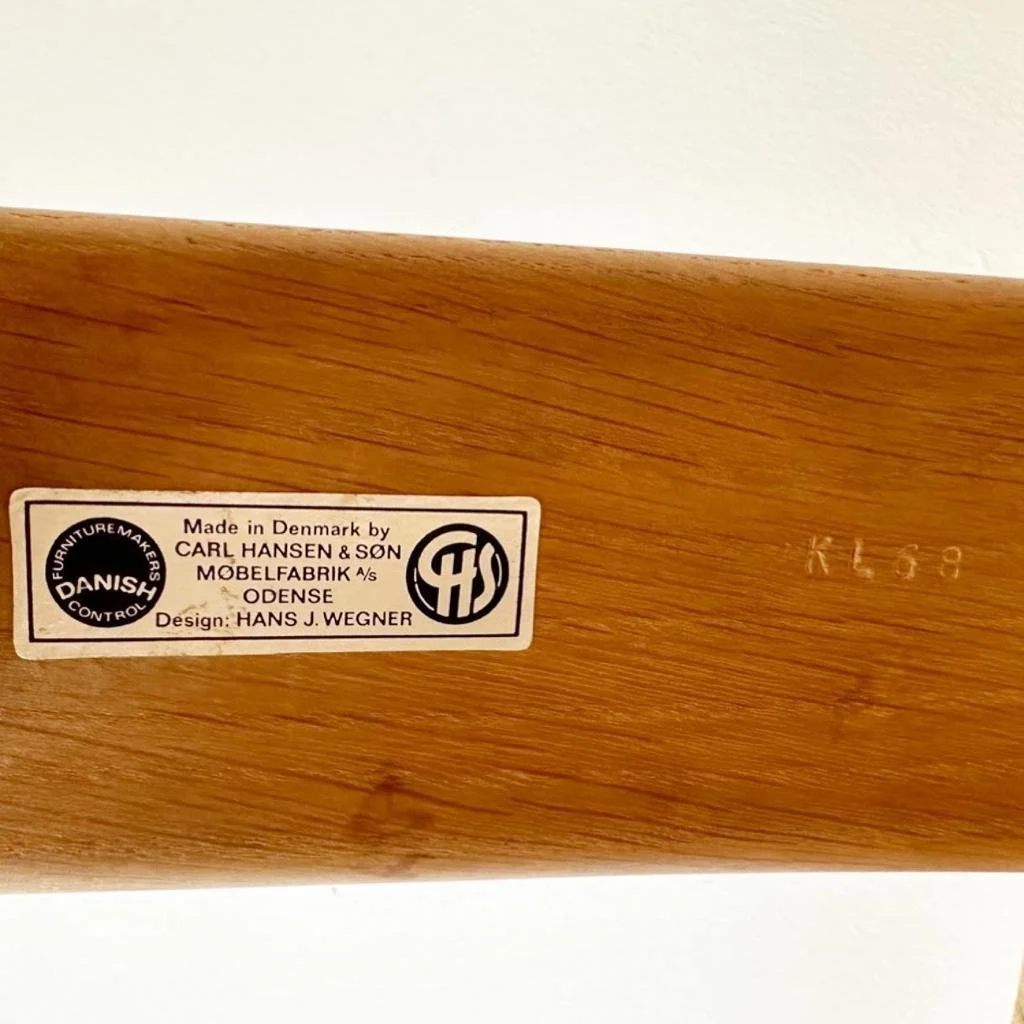 FURNITUREMAKERS
DANISH
CONTROL
Made in Denmark by
CARL HANSEN & SØN
MØBELFABRIK A/s
ODENSE
Design: HANS J. WEGNER
CHS
KL68